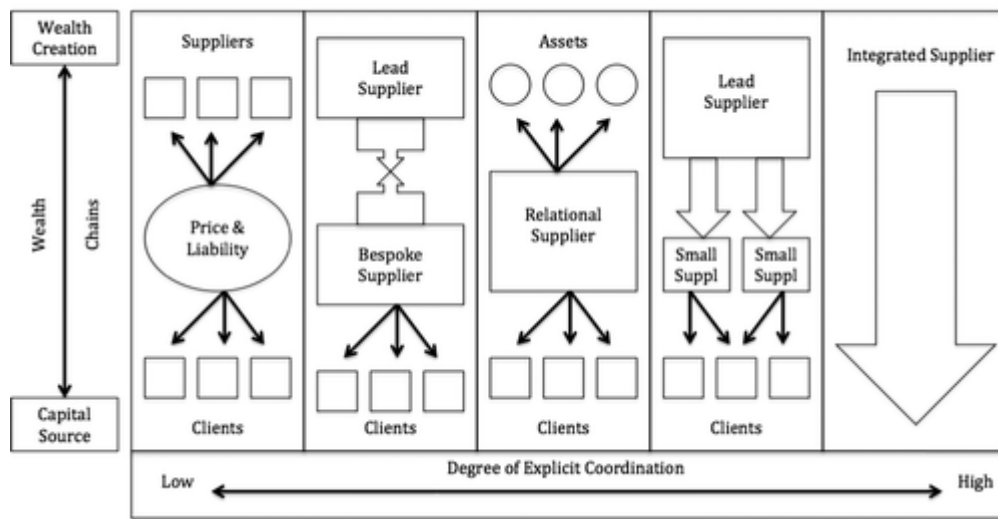 Wealth
Creation
Wealth
Chains
Capital
Source
Suppliers
Price &
Liability
Clients
Lead
Supplier
Bespoke
Supplier
Clients
Assets
Relational
Supplier
Clients
Lead
Supplier
Small
Suppl
Small
Suppl
Clients
Integrated Supplier
Degree of Explicit Coordination
Low
High